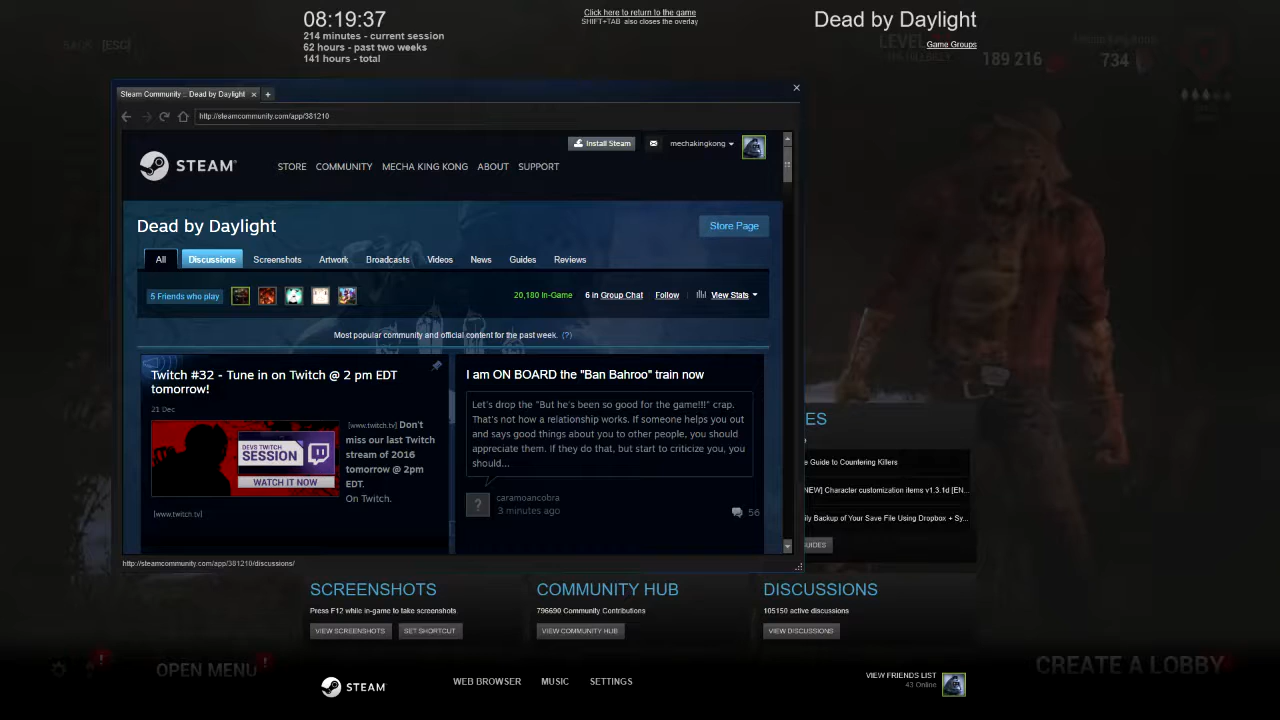 08:19:37
214 minutes - current session
62 hours - past two weeks
141 hours - total
Click here to return to the game
SHIFT+TAB also closes the overlay
Dead by Daylight
Game Groups
BACK [ESC]
LEVEL
189 216
734
Steam Community :: Dead by Daylight
http://steamcommunity.com/app/381210
Install Steam
mechakingkong
STEAM
STORE COMMUNITY MECHA KING KONG ABOUT SUPPORT
Dead by Daylight
Store Page
All Discussions Screenshots Artwork Broadcasts Videos News Guides Reviews
5 Friends who play
20,180 In-Game
6 in Group Chat
Follow
View Stats
Most popular community and official content for the past week. (?)
Twitch #32 - Tune in on Twitch @ 2 pm EDT
tomorrow!
21 Dec
DEVS TWITCH
SESSION
WATCH IT NOW
[www.twitch.tv] Don't
miss our last Twitch
stream of 2016
tomorrow @ 2pm
EDT.
On Twitch.
[www.twitch.tv]
I am ON BOARD the "Ban Bahroo" train now
Let's drop the "But he's been so good for the game!!!" crap.
That's not how a relationship works. If someone helps you out
and says good things about you to other people, you should
appreciate them. If they do that, but start to criticize you, you
should...
caramoancobra
3 minutes ago
56
ES
e Guide to Countering Killers
NEW] Character customization items v1.3.1d [EN...
ly Backup of Your Save File Using Dropbox + Sy...
UIDES
http://steamcommunity.com/app/381210/discussions/
SCREENSHOTS
Press F12 while in-game to take screenshots
VIEW SCREENSHOTS SET SHORTCUT
COMMUNITY HUB
796690 Community Contributions
VIEW COMMUNITY HUB
DISCUSSIONS
105150 active discussions
VIEW DISCUSSIONS
OPEN MENU
CREATE A LOBBY
STEAM
WEB BROWSER MUSIC SETTINGS
VIEW FRIENDS LIST
43 Online